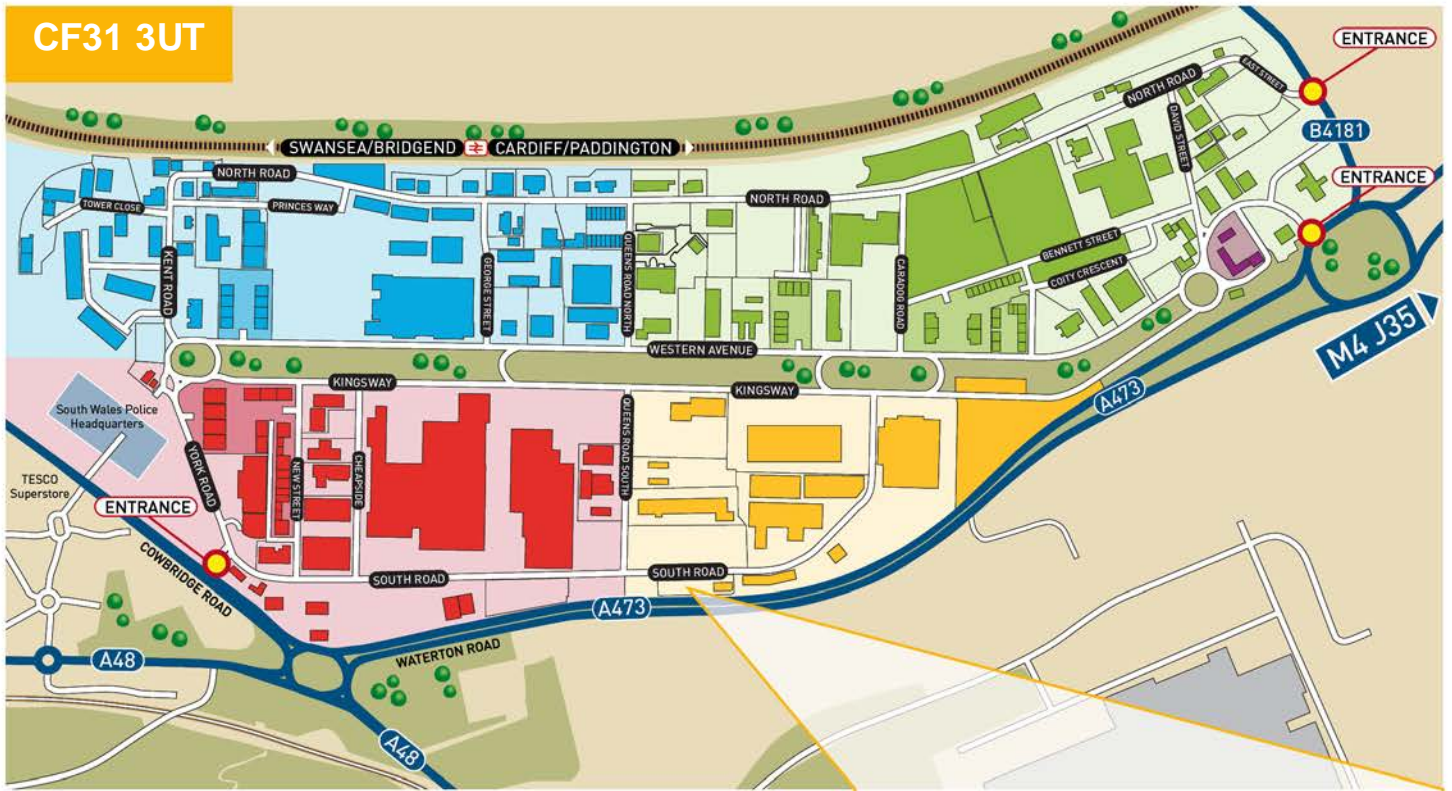 CF31 3UT
ENTRANCE
EAST STREET
NORTH ROAD
DAVID STREET
B4181
SWANSEA/BRIDGEND
CARDIFF/PADDINGTON
ENTRANCE
NORTH ROAD
TOWER CLOSE
PRINCES WAY
NORTH ROAD
KENT ROAD
GEORGE STREET
QUEENS ROAD NORTH
CARADOG ROAD
BENNETT STREET
COITY CRESCENT
M4 J35
WESTERN AVENUE
KINGSWAY
KINGSWAY
A473
South Wales Police
Headquarters
YORK ROAD
NEW STREET
CHEAPSIDE
QUEENS ROAD SOUTH
TESCO
Superstore
ENTRANCE
COWBRIDGE ROAD
SOUTH ROAD
SOUTH ROAD
A473
WATERTON ROAD
A48
A48